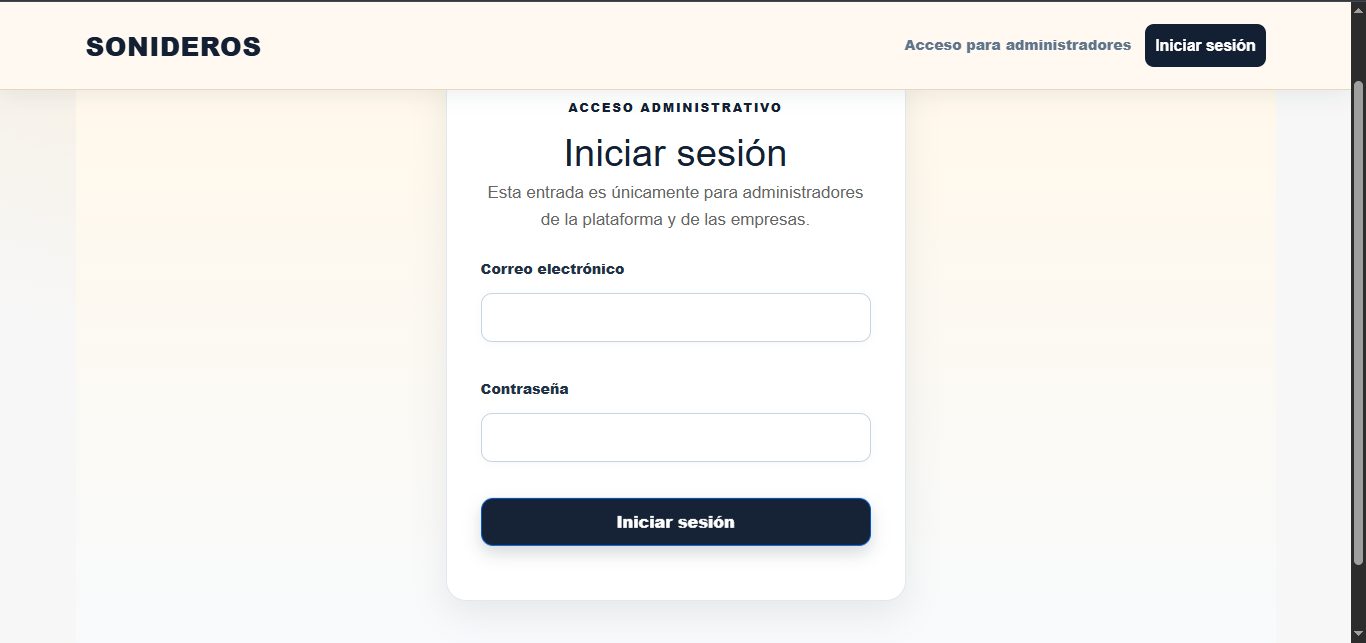 SONIDEROS
Acceso para administradores
Iniciar sesión
ACCESO ADMINISTRATIVO
Iniciar sesión
Esta entrada es únicamente para administradores
de la plataforma y de las empresas.
Correo electrónico
Contraseña
Iniciar sesión